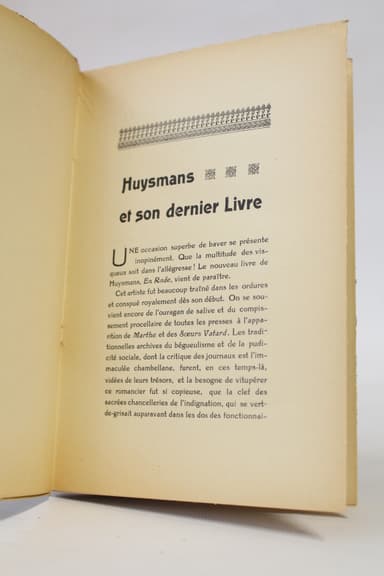 Huysmans
et son dernier Livre
UNE occasion superbe de baver se présente
inopinément. Que la multitude des vis-
queux soit dans l'allégresse! Le nouveau livre de
Huysmans, En Rade, vient de paraître.
Cet artiste fut beaucoup traîné dans les ordures
et conspué royalement dès son début. On se sou-
vient encore de l'ouragan de salive et du compis-
sement procellaire de toutes les presses à l'appa-
rition de Marthe et des Sœurs Vatard. Les tradi-
tionnelles archives du bégueulisme et de la pudi-
cité sociale, dont la critique des journaux est l'im-
maculée chambellane, furent, en ces temps-là,
vidées de leurs trésors, et la besogne de vitupérer
ce romancier fut si copieuse, que la clef des
sacrées chancelleries de l'indignation, qui se vert-
de-grisait auparavant dans les dos des fonctionnai-